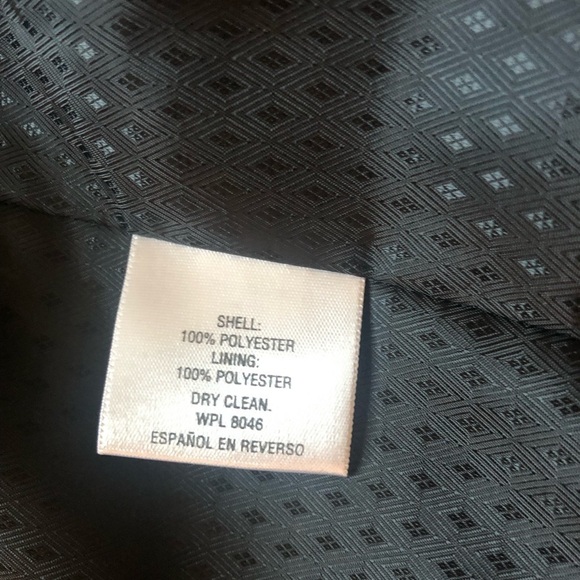 SHELL:
100% POLYESTER
LINING:
100% POLYESTER
DRY CLEAN.
WPL 8046
ESPAÑOL EN REVERSO